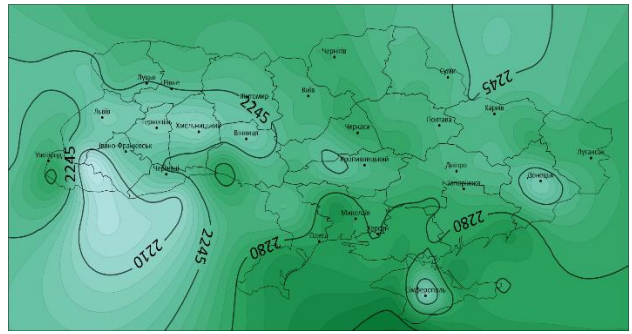 Чернігів
Суми
2245
Луцьк
Рівне
Київ
Житомир
2245
Львів
Харків
Тернопіль
Хмельницький
Вінниця
Черкаси
Полтава
Івано-Франківськ
Ужгород
2245
Чернівці
Кропивницький
Луганськ
Дніпро
Донецьк
Запоріжжя
2210
2245
2280
Миколаїв
Херсон
Одеса
2280
Сімферополь